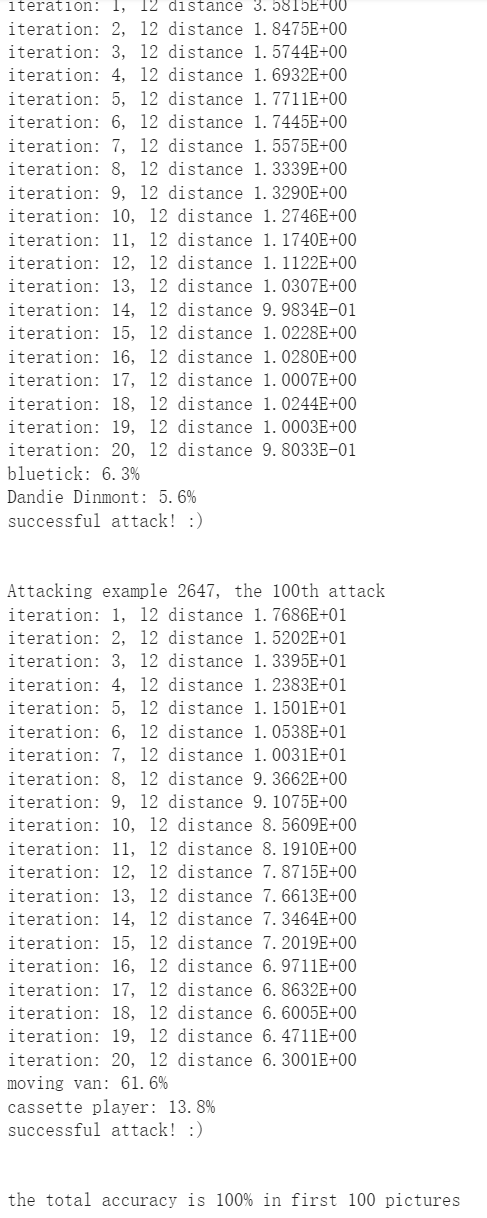 iteration: 1, l2 distance 3.5815E+00
iteration: 2, l2 distance 1.8475E+00
iteration: 3, l2 distance 1.5744E+00
iteration: 4, l2 distance 1.6932E+00
iteration: 5, l2 distance 1.7711E+00
iteration: 6, l2 distance 1.7445E+00
iteration: 7, l2 distance 1.5575E+00
iteration: 8, l2 distance 1.3339E+00
iteration: 9, l2 distance 1.3290E+00
iteration: 10, l2 distance 1.2746E+00
iteration: 11, l2 distance 1.1740E+00
iteration: 12, l2 distance 1.1122E+00
iteration: 13, l2 distance 1.0307E+00
iteration: 14, l2 distance 9.9834E-01
iteration: 15, l2 distance 1.0228E+00
iteration: 16, l2 distance 1.0280E+00
iteration: 17, l2 distance 1.0007E+00
iteration: 18, l2 distance 1.0244E+00
iteration: 19, l2 distance 1.0003E+00
iteration: 20, l2 distance 9.8033E-01
bluetick: 6.3%
Dandie Dinmont: 5.6%
successful attack! :)
Attacking example 2647, the 100th attack
iteration: 1, l2 distance 1.7686E+01
iteration: 2, l2 distance 1.5202E+01
iteration: 3, l2 distance 1.3395E+01
iteration: 4, l2 distance 1.2383E+01
iteration: 5, l2 distance 1.1501E+01
iteration: 6, l2 distance 1.0538E+01
iteration: 7, l2 distance 1.0031E+01
iteration: 8, l2 distance 9.3662E+00
iteration: 9, l2 distance 9.1075E+00
iteration: 10, l2 distance 8.5609E+00
iteration: 11, l2 distance 8.1910E+00
iteration: 12, l2 distance 7.8715E+00
iteration: 13, l2 distance 7.6613E+00
iteration: 14, l2 distance 7.3464E+00
iteration: 15, l2 distance 7.2019E+00
iteration: 16, l2 distance 6.9711E+00
iteration: 17, l2 distance 6.8632E+00
iteration: 18, l2 distance 6.6005E+00
iteration: 19, l2 distance 6.4711E+00
iteration: 20, l2 distance 6.3001E+00
moving van: 61.6%
cassette player: 13.8%
successful attack! :)
the total accuracy is 100% in first 100 pictures